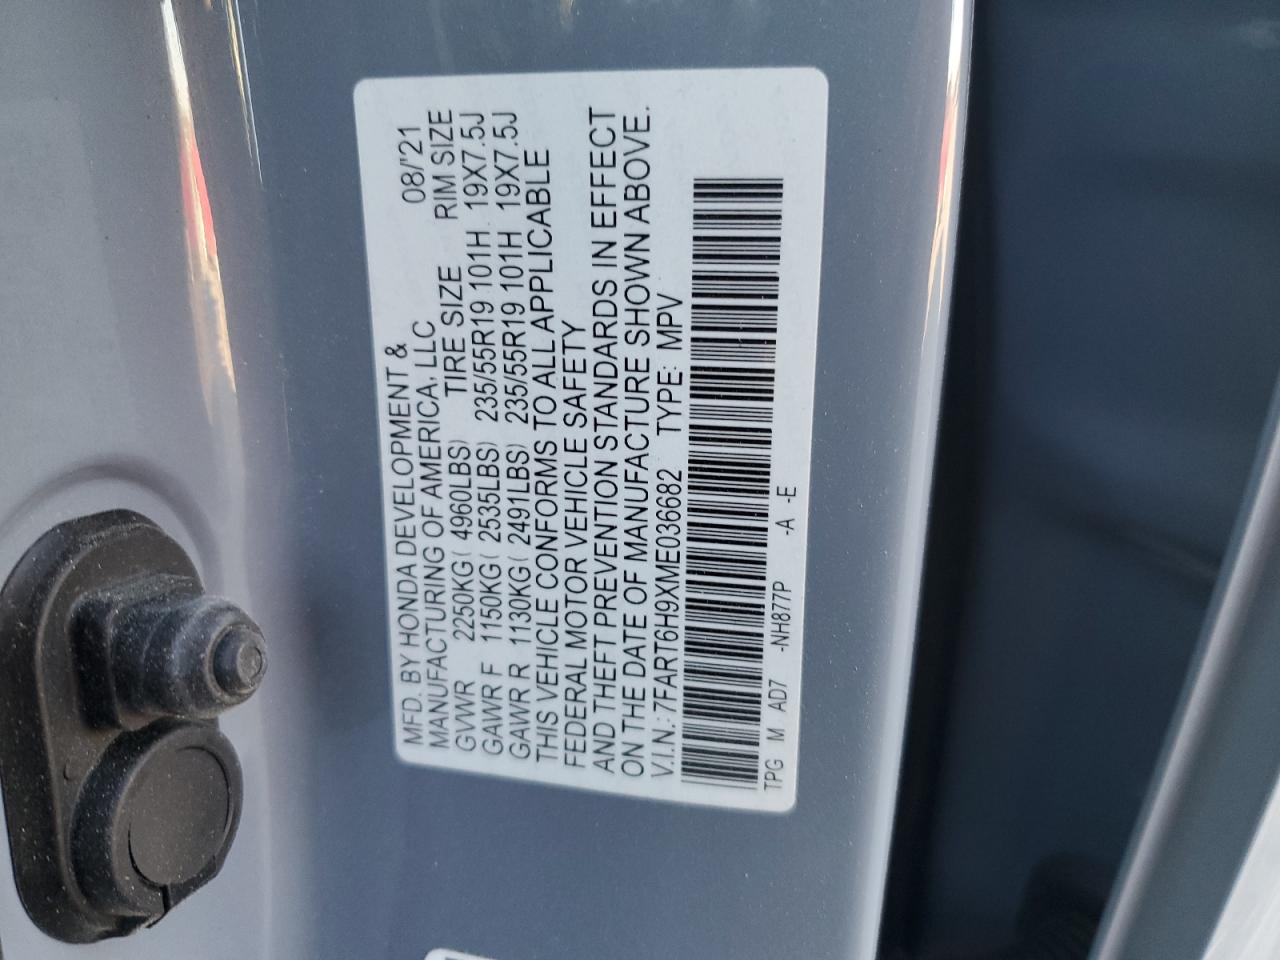 MFD. BY HONDA DEVELOPMENT & 08/'21
MANUFACTURING OF AMERICA, LLC
TIRE SIZE RIM SIZE
GVWR 2250KG( 4960LBS)
GAWR F 1150KG( 2535LBS) 235/55R19 101H 19X7.5J
GAWR R 1130KG( 2491LBS) 235/55R19 101H 19X7.5J
THIS VEHICLE CONFORMS TO ALL APPLICABLE
FEDERAL MOTOR VEHICLE SAFETY
AND THEFT PREVENTION STANDARDS IN EFFECT
ON THE DATE OF MANUFACTURE SHOWN ABOVE.
V.I.N.: 7FART6H9XME036682 TYPE: MPV
TPG M AD7 -NH877P -A -E